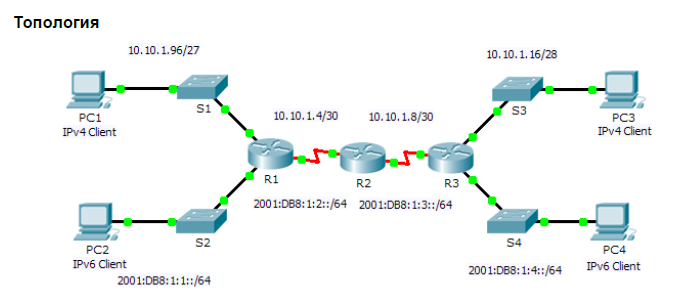 Топология
10.10.1.96/27
10.10.1.16/28
PC1
IPv4 Client
S1
10.10.1.4/30
10.10.1.8/30
S3
PC3
IPv4 Client
R1
R2
R3
2001:DB8:1:2::/64
2001:DB8:1:3::/64
PC2
IPv6 Client
S2
S4
PC4
IPv6 Client
2001:DB8:1:1::/64
2001:DB8:1:4::/64